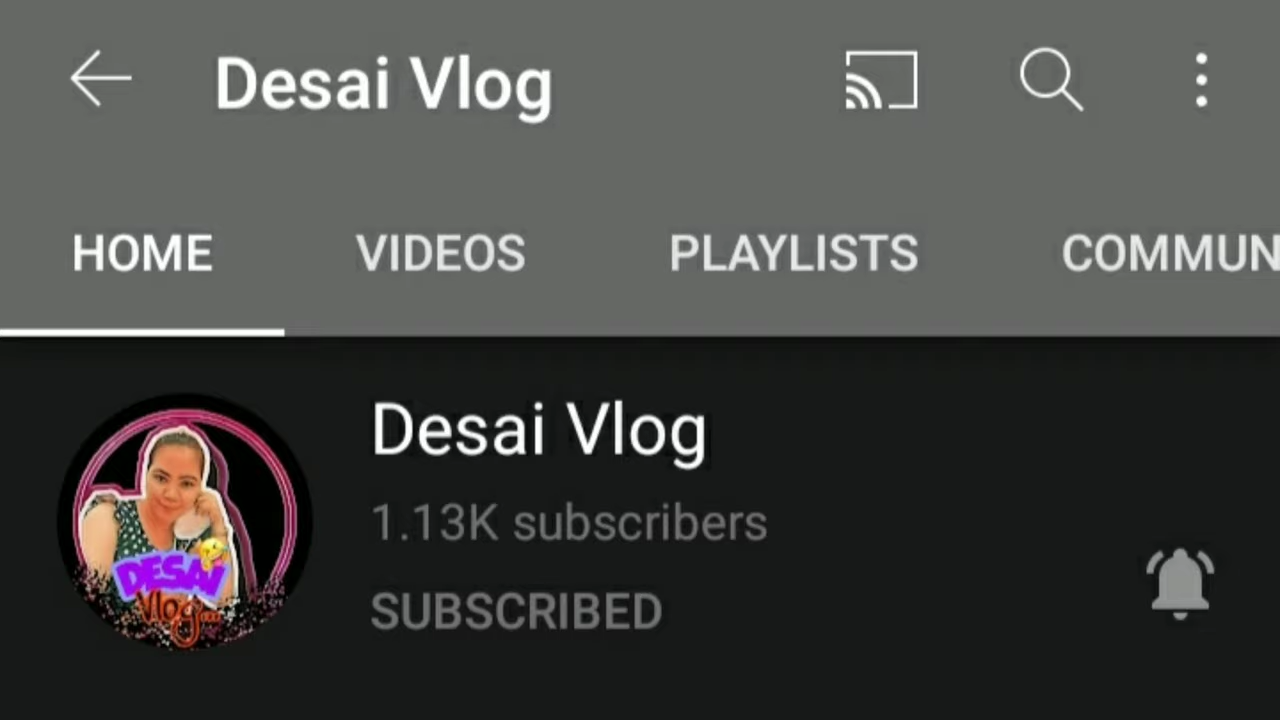 Desai Vlog
HOME VIDEOS PLAYLISTS COMMUN
Desai Vlog
1.13K subscribers
SUBSCRIBED
DESAI
Vlog...